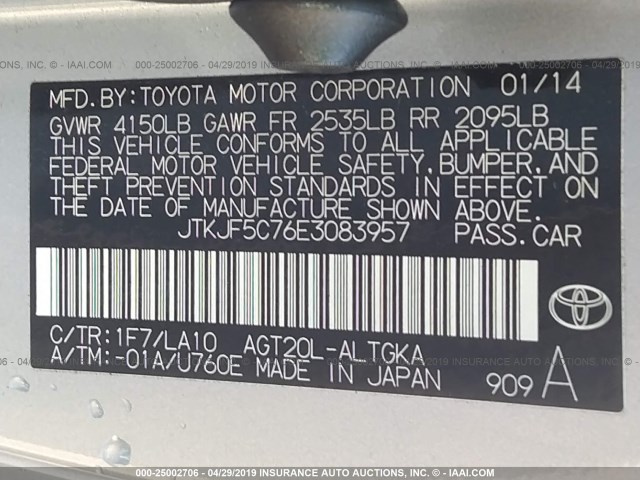 000-25002706 - 04/29/2019 INSURANCE AUTO AUCTIONS, INC. - IAAI.COM
MFD.BY:TOYOTA MOTOR CORPORATION 01/14
GVWR 4150LB GAWR FR 2535LB RR 2095LB
THIS VEHICLE CONFORMS TO ALL APPLICABLE
FEDERAL MOTOR VEHICLE SAFETY,BUMPER,AND
THEFT PREVENTION STANDARDS IN EFFECT ON
THE DATE OF MANUFACTURE SHOWN ABOVE.
JTKJF5C76E3083957 PASS.CAR
C/TR:1F7/LA10 AGT20L-ALTGKA
A/TM:-01A/U760E MADE IN JAPAN
909 A
000-25002706 - 04/29/2019 INSURANCE AUTO AUCTIONS, INC. - IAAI.COM